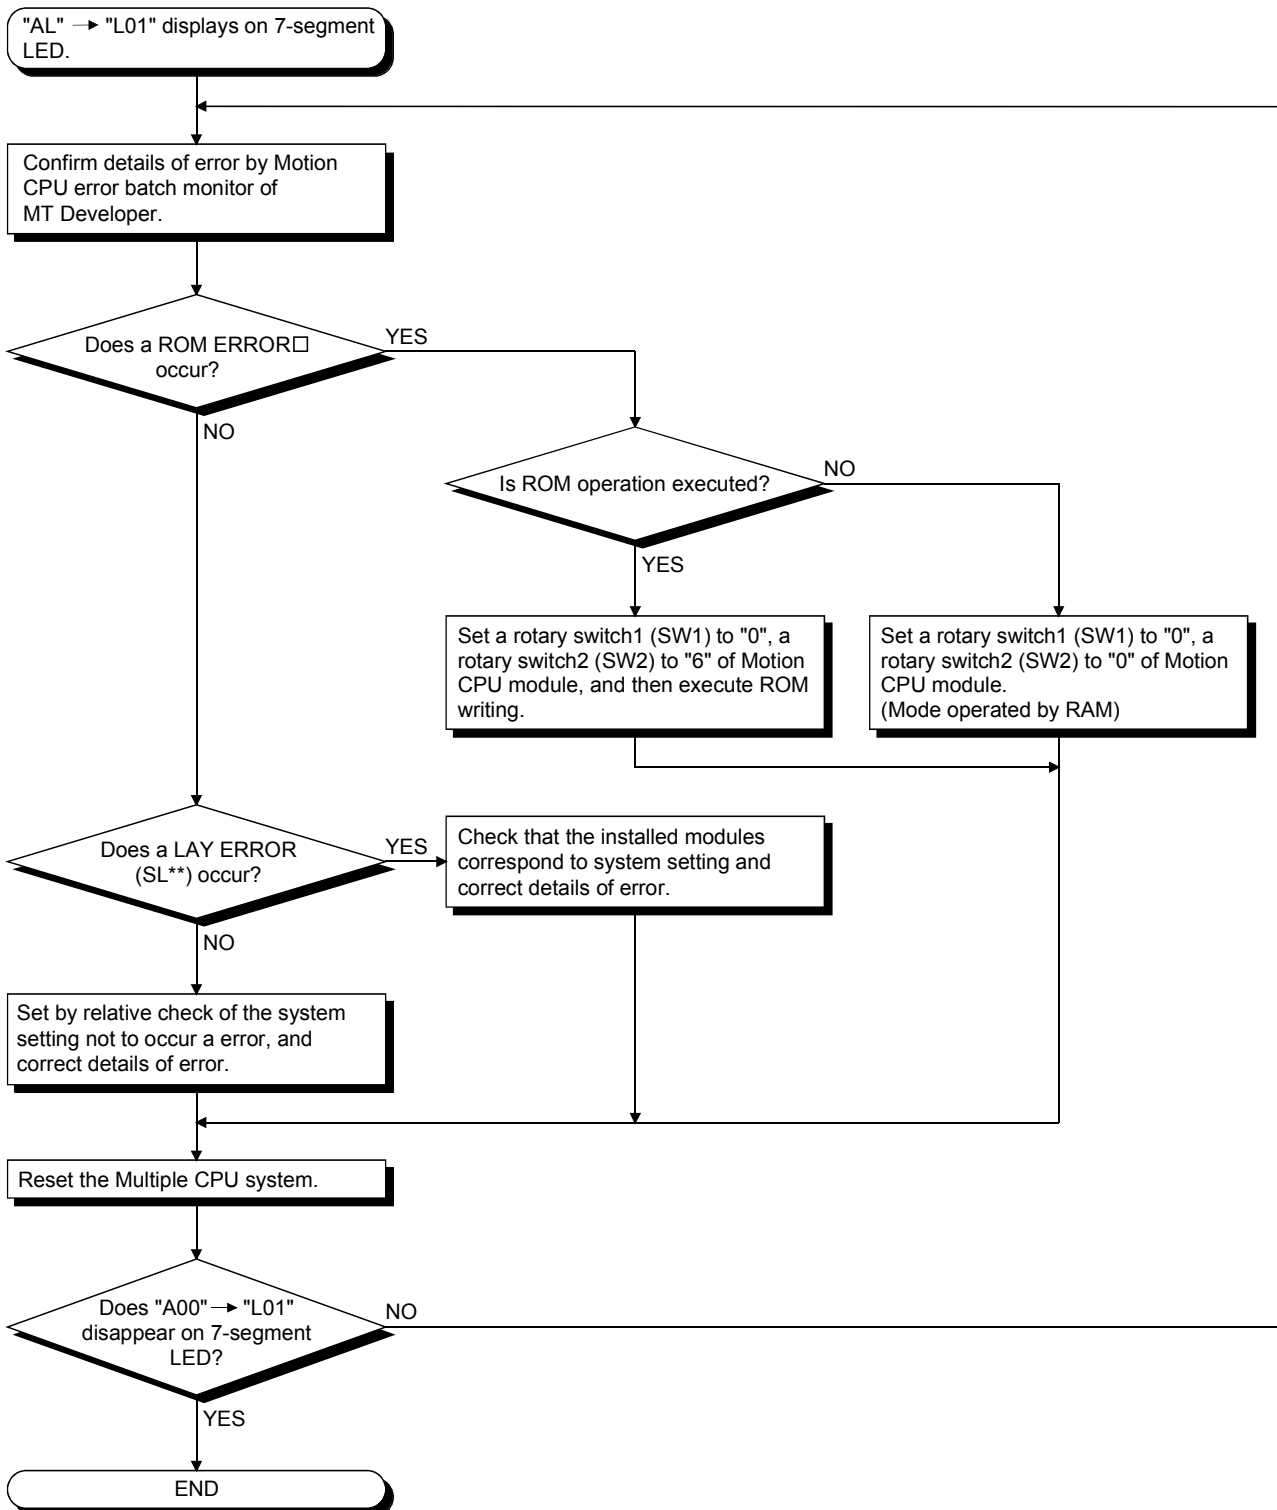 "AL" → "L01" displays on 7-segment
LED.
Confirm details of error by Motion
CPU error batch monitor of
MT Developer.
Does a ROM ERROR□
occur?
YES
NO
Is ROM operation executed?
NO
YES
Set a rotary switch1 (SW1) to "0", a
rotary switch2 (SW2) to "6" of Motion
CPU module, and then execute ROM
writing.
Set a rotary switch1 (SW1) to "0", a
rotary switch2 (SW2) to "0" of Motion
CPU module.
(Mode operated by RAM)
Does a LAY ERROR
(SL**) occur?
YES
NO
Check that the installed modules
correspond to system setting and
correct details of error.
Set by relative check of the system
setting not to occur a error, and
correct details of error.
Reset the Multiple CPU system.
Does "A00" → "L01"
disappear on 7-segment
LED?
NO
YES
END